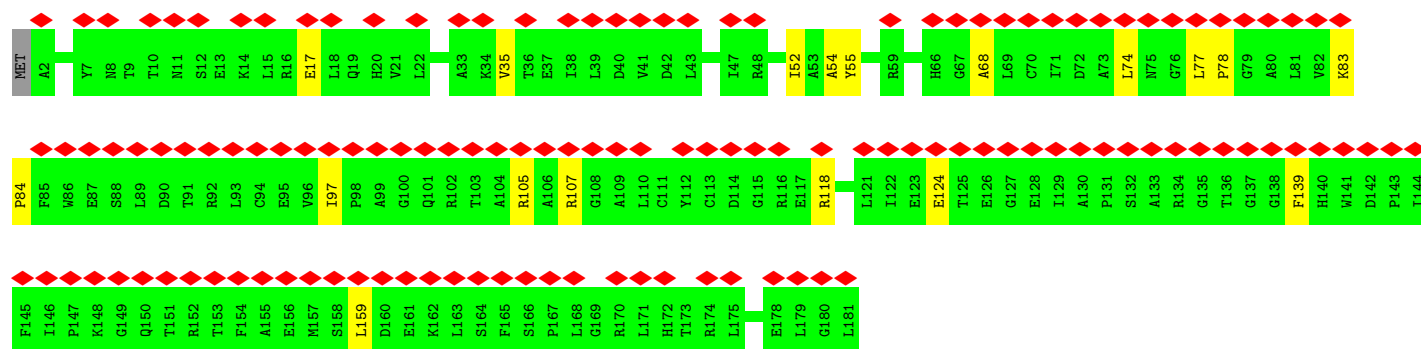 MET A2 Y7 N8 T9 T10 N11 S12 E13 K14 L15 R16 E17 L18 Q19 H20 V21 L22 A33 K34 V35 T36 E37 I38 L39 D40 V41 D42 L43 I47 R48 I52 A53 A54 Y55 R59 H66 G67 A68 L69 C70 I71 D72 A73 L74 N75 G76 L77 P78 G79 A80 L81 V82 K83
P84 F85 W86 E87 S88 L89 D90 T91 R92 L93 C94 E95 V96 I97 P98 A99 G100 Q101 R102 T103 A104 R105 A106 R107 G108 A109 L110 C111 Y112 C113 D114 G115 R116 E117 R118 L121 I122 E123 E124 T125 E126 G127 E128 I129 A130 P131 S132 A133 R134 G135 T136 G137 G138 F139 H140 W141 D142 P143 I144
F145 I146 P147 K148 G149 Q150 T151 R152 T153 F154 A155 E156 M157 S158 L159 D160 E161 K162 L163 S164 F165 S166 P167 L168 G169 R170 L171 H172 T173 R174 L175 E178 L179 G180 L181